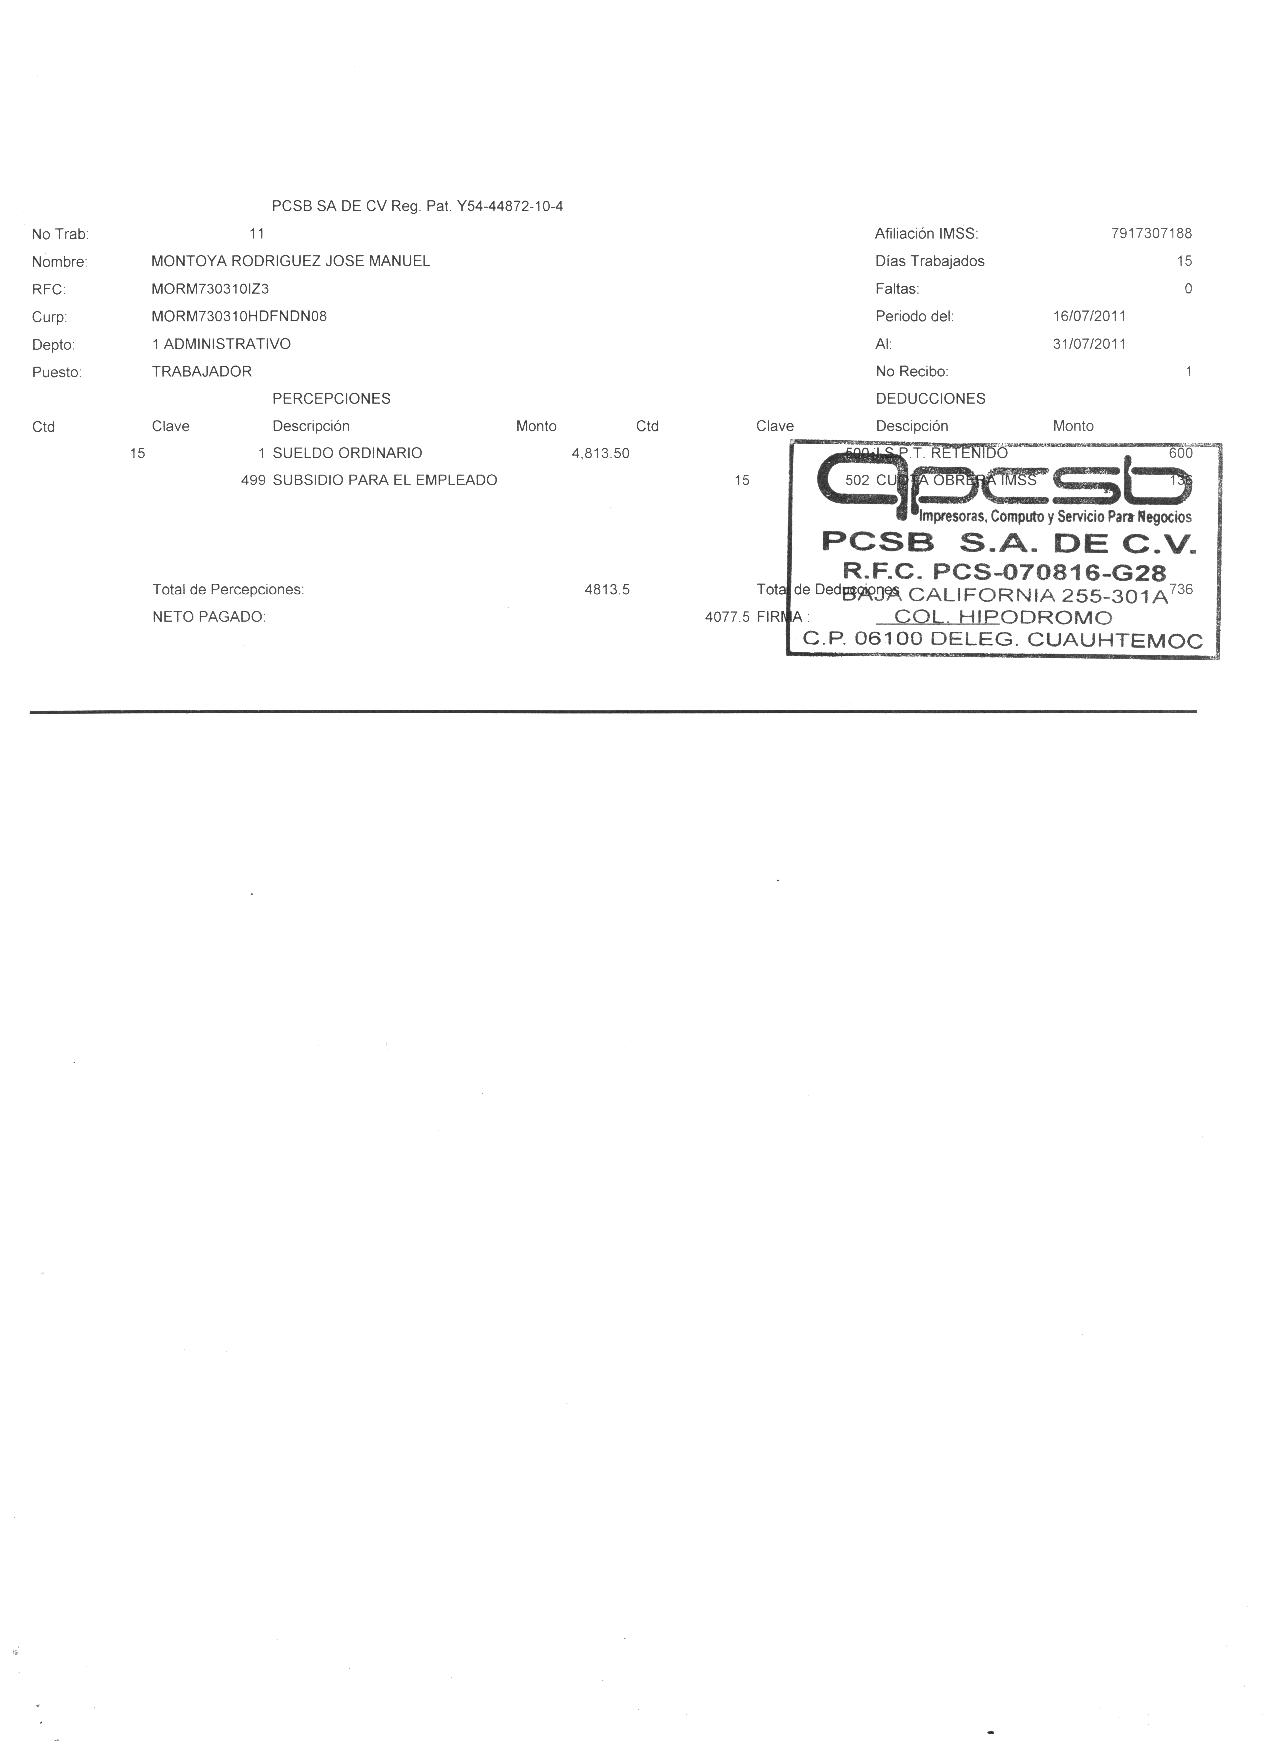 PCSB SA DE CV Reg. Pat. Y54-44872-10-4
No Trab: 11 Afiliación IMSS: 7917307188
Nombre: MONTOYA RODRIGUEZ JOSE MANUEL Días Trabajados 15
RFC: MORM730310IZ3 Faltas: 0
Curp: MORM730310HDFNDN08 Periodo del: 16/07/2011
Depto: 1 ADMINISTRATIVO Al: 31/07/2011
Puesto: TRABAJADOR No Recibo: 1
PERCEPCIONES DEDUCCIONES
Ctd Clave Descripción Monto Ctd Clave Descipción Monto
15 1 SUELDO ORDINARIO 4,813.50 500 I.S.P.T. RETENIDO 600
499 SUBSIDIO PARA EL EMPLEADO 15 502 CUOTA OBRERA IMSS 136
Total de Percepciones: 4813.5 Total de Deducciones 736
NETO PAGADO: 4077.5 FIRMA :
pcsb
Impresoras, Computo y Servicio Para Negocios
PCSB S.A. DE C.V.
R.F.C. PCS-070816-G28
BAJA CALIFORNIA 255-301A
COL. HIPODROMO
C.P. 06100 DELEG. CUAUHTEMOC